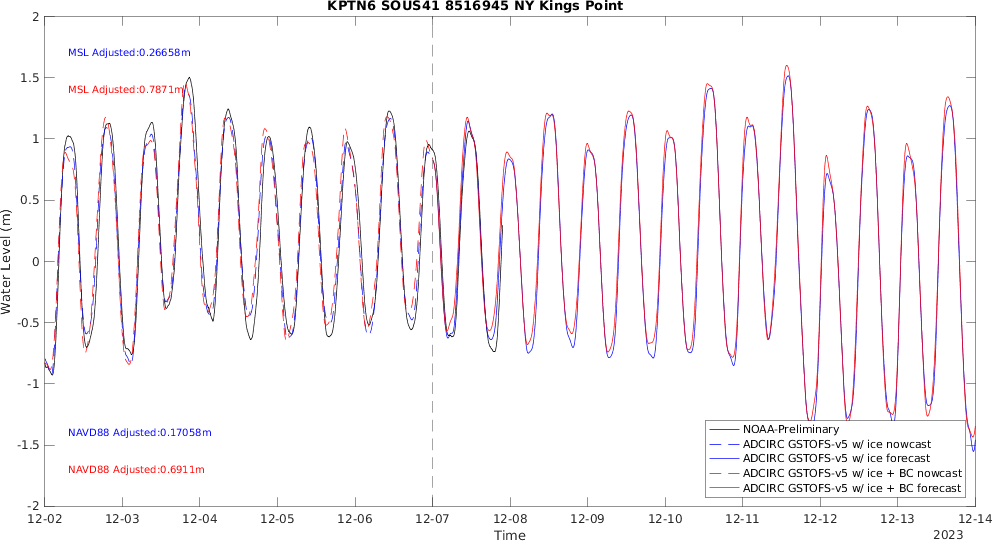 KPTN6 SOUS41 8516945 NY Kings Point
2
1.5
1
0.5
0
-0.5
-1
-1.5
-2
Water Level (m)
MSL Adjusted:0.26658m
MSL Adjusted:0.7871m
NAVD88 Adjusted:0.17058m
NAVD88 Adjusted:0.6911m
NOAA-Preliminary
ADCIRC GSTOFS-v5 w/ ice nowcast
ADCIRC GSTOFS-v5 w/ ice forecast
ADCIRC GSTOFS-v5 w/ ice + BC nowcast
ADCIRC GSTOFS-v5 w/ ice + BC forecast
12-02 12-03 12-04 12-05 12-06 12-07 12-08 12-09 12-10 12-11 12-12 12-13 12-14
Time
2023